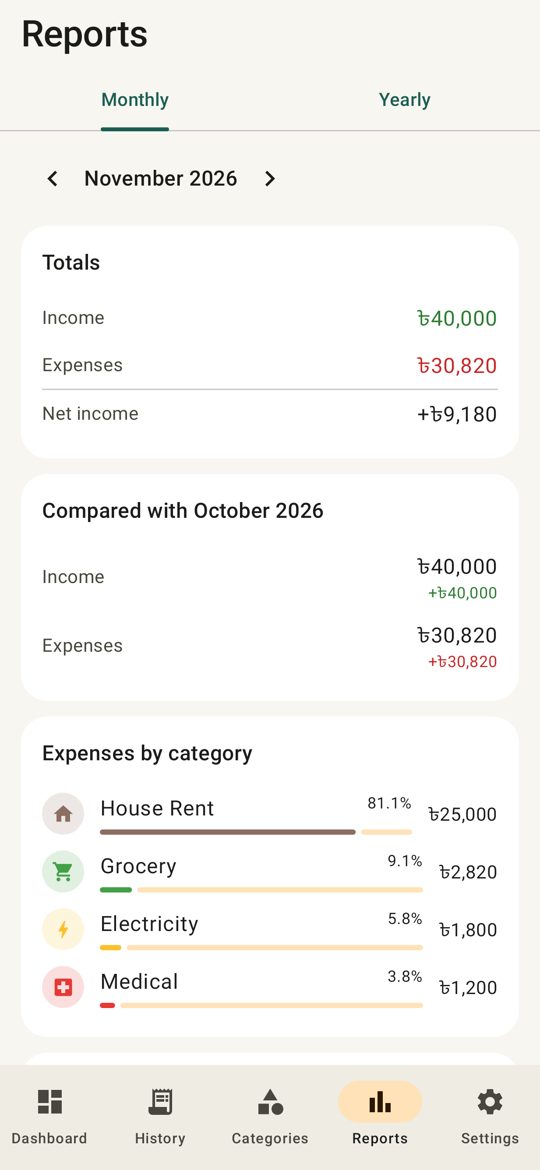 Reports
Monthly Yearly
November 2026
Totals
Income ৳40,000
Expenses ৳30,820
Net income +৳9,180
Compared with October 2026
Income ৳40,000
+৳40,000
Expenses ৳30,820
+৳30,820
Expenses by category
House Rent 81.1% ৳25,000
Grocery 9.1% ৳2,820
Electricity 5.8% ৳1,800
Medical 3.8% ৳1,200
Dashboard History Categories Reports Settings